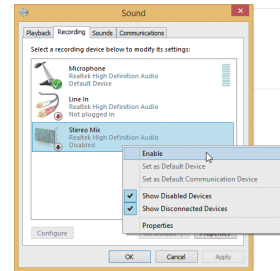 Sound
Playback Recording Sounds Communications
Select a recording device below to modify its settings:
Microphone
Realtek High Definition Audio
Default Device
Line In
Realtek High Definition Audio
Not plugged in
Stereo Mix
Realtek High Definition Audio
Disabled
Enable
Set as Default Device
Set as Default Communication Device
Show Disabled Devices
Show Disconnected Devices
Properties
Configure Set Default Properties
OK Cancel Apply